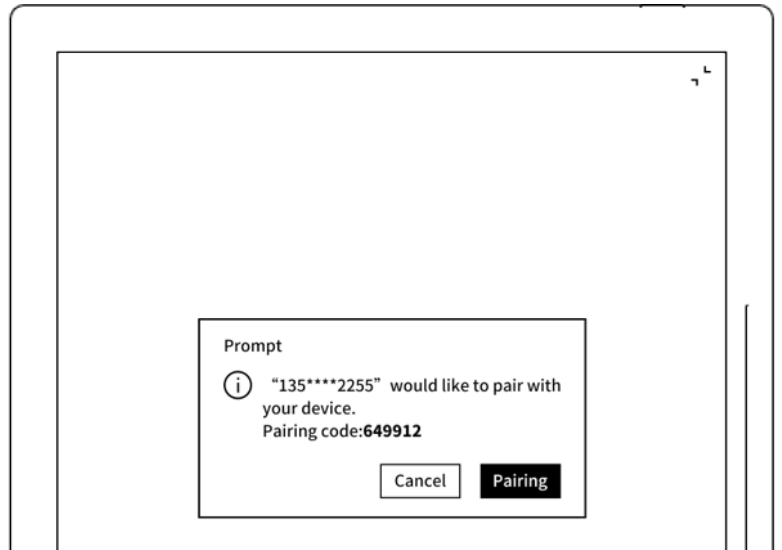 Prompt
“135****2255” would like to pair with
your device.
Pairing code:649912
Cancel Pairing